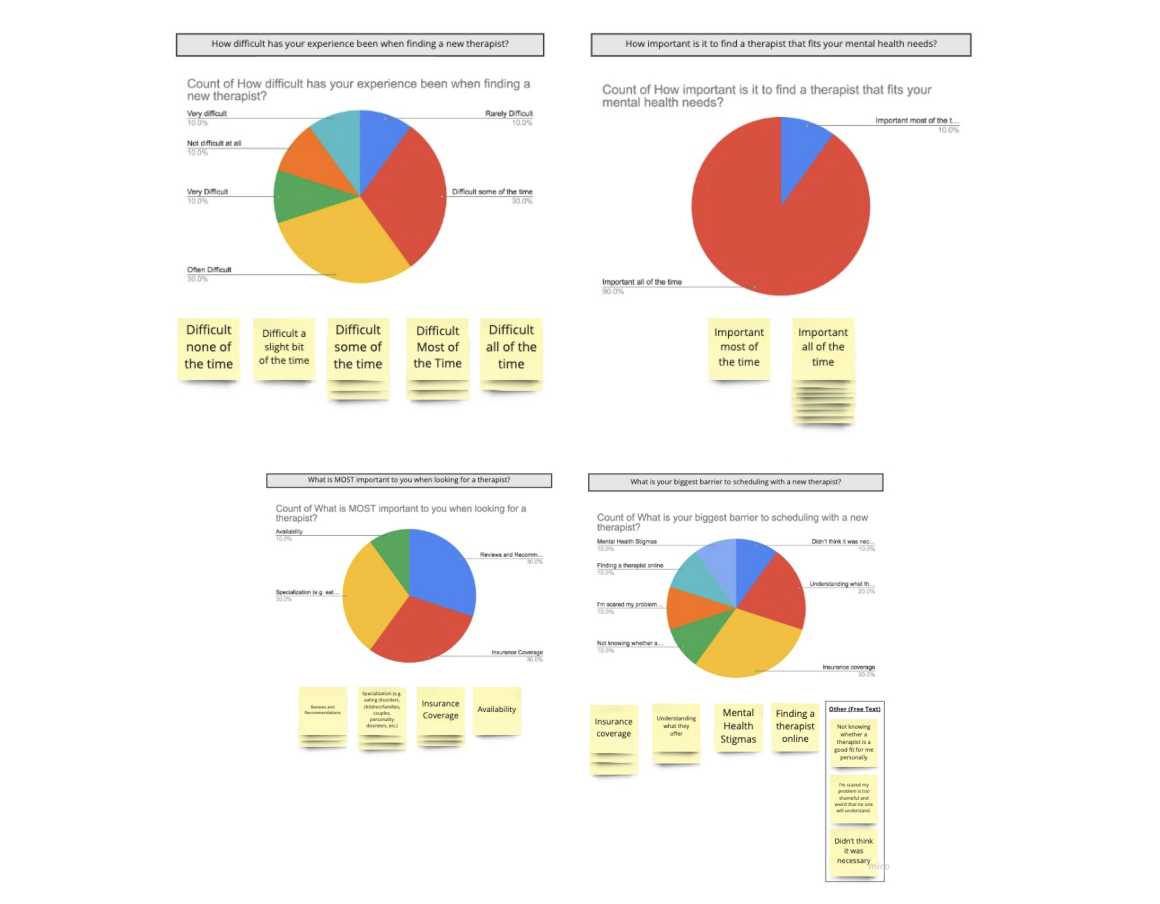 How difficult has your experience been when finding a new therapist?
How important is it to find a therapist that fits your mental health needs?
Count of How difficult has your experience been when finding a
new therapist?
Very difficult
10.0%
Rarely Difficult
10.0%
Not difficult at all
10.0%
Very Difficult
10.0%
Difficult some of the time
30.0%
Often Difficult
30.0%
Count of How important is it to find a therapist that fits your
mental health needs?
Important most of the t...
10.0%
Important all of the time
90.0%
Difficult
none of
the time
Difficult a
slight bit
of the time
Difficult
some of
the time
Difficult
Most of
the Time
Difficult
all of the
time
Important
most of
the time
Important
all of the
time
What is MOST important to you when looking for a therapist?
What is your biggest barrier to scheduling with a new therapist?
Count of What is MOST important to you when looking for a
therapist?
Availability
10.0%
Reviews and Recomm...
30.0%
Specialization (e.g. eat...
30.0%
Insurance Coverage
30.0%
Count of What is your biggest barrier to scheduling with a new
therapist?
Mental Health Stigmas
10.0%
Didn't think it was nec...
10.0%
Finding a therapist online
10.0%
Understanding what th...
20.0%
I'm scared my problem...
10.0%
Not knowing whether a...
10.0%
Insurance coverage
30.0%
Reviews and
Recommendations
Specialization (e.g.
eating disorders,
children/families,
couples,
personality
disorders, etc.)
Insurance
Coverage
Availability
Insurance
coverage
Understanding
what they
offer
Mental
Health
Stigmas
Finding a
therapist
online
Other (Free Text)
Not knowing
whether a
therapist is a
good fit for me
personally
I'm scared my
problem is too
shameful and
weird that no one
will understand.
Didn't think
it was
necessary
miro